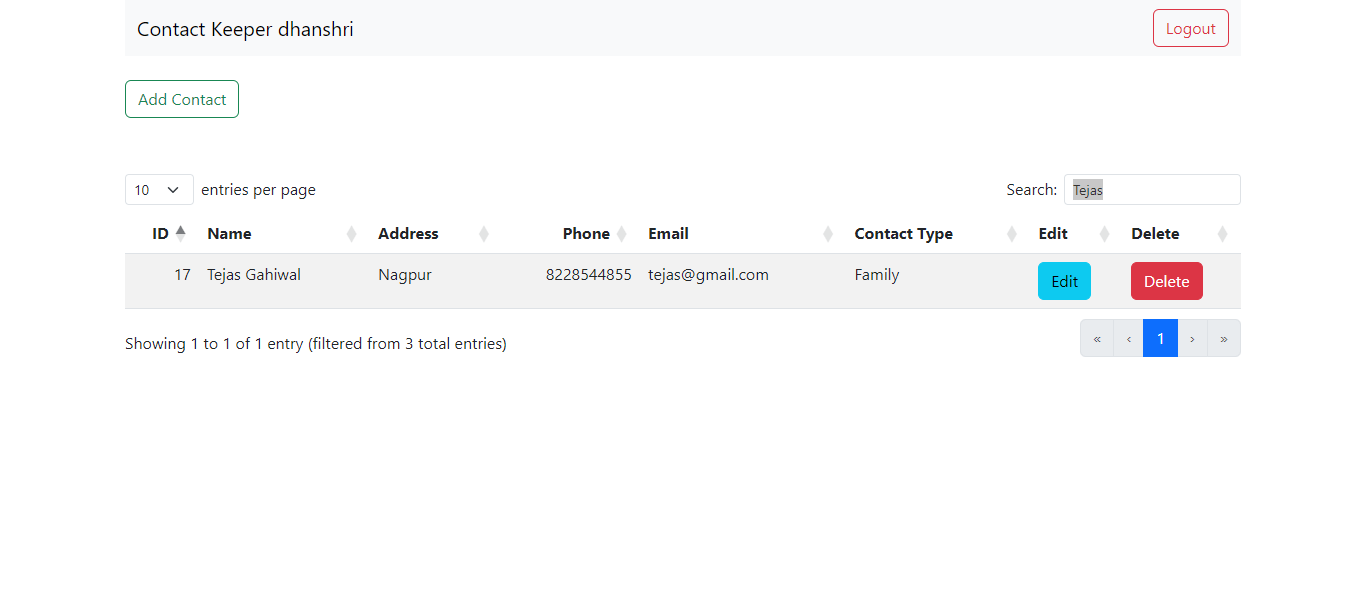 Contact Keeper dhanshri Logout
Add Contact
10 entries per page Search: Tejas
ID Name Address Phone Email Contact Type Edit Delete
17 Tejas Gahiwal Nagpur 8228544855 tejas@gmail.com Family Edit Delete
Showing 1 to 1 of 1 entry (filtered from 3 total entries) « ‹ 1 › »